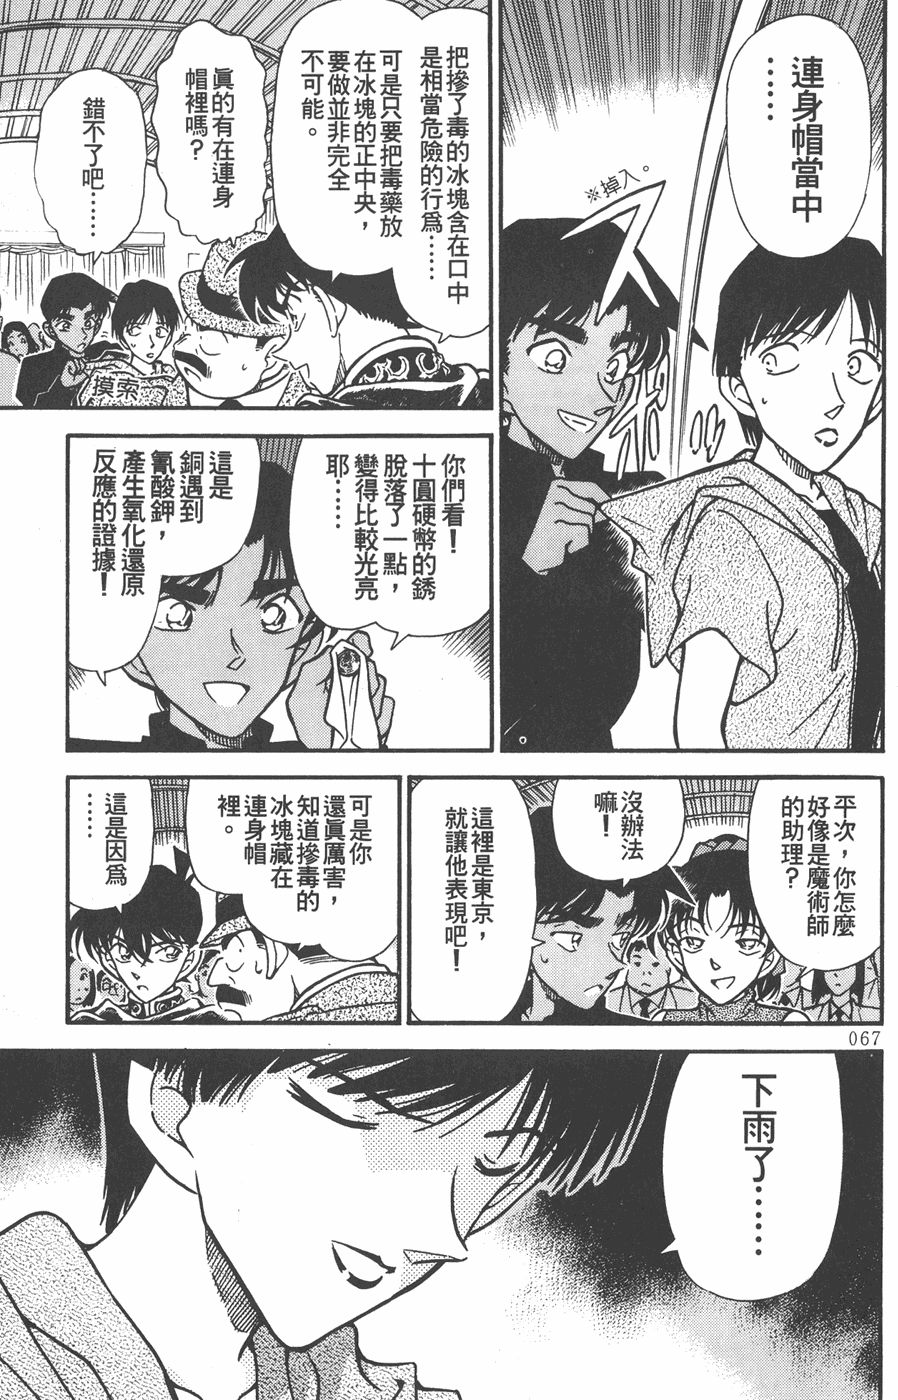 連身帽當中
……
※掉入。
ス
ボボボ
把摻了毒的冰塊含在口中
是相當危險的行為……
可是只要把毒藥放
在冰塊的正中央，
要做並非完全
不可能。
真的有在連身
帽裡嗎？
錯不了吧……
摸索
你們看！
十圓硬幣的銹
脫落了一點，
變得比較光亮
耶……
這是
銅遇到
氰酸鉀，
產生氧化還原
反應的證據！
平次，你怎麼
好像是魔術師
的助理？
沒辦法
嘛！
這裡是東京，
就讓他表現吧！
可是你
還真厲害，
知道摻毒的
冰塊藏在
連身帽
裡。
這是因為
……
067
下雨了……